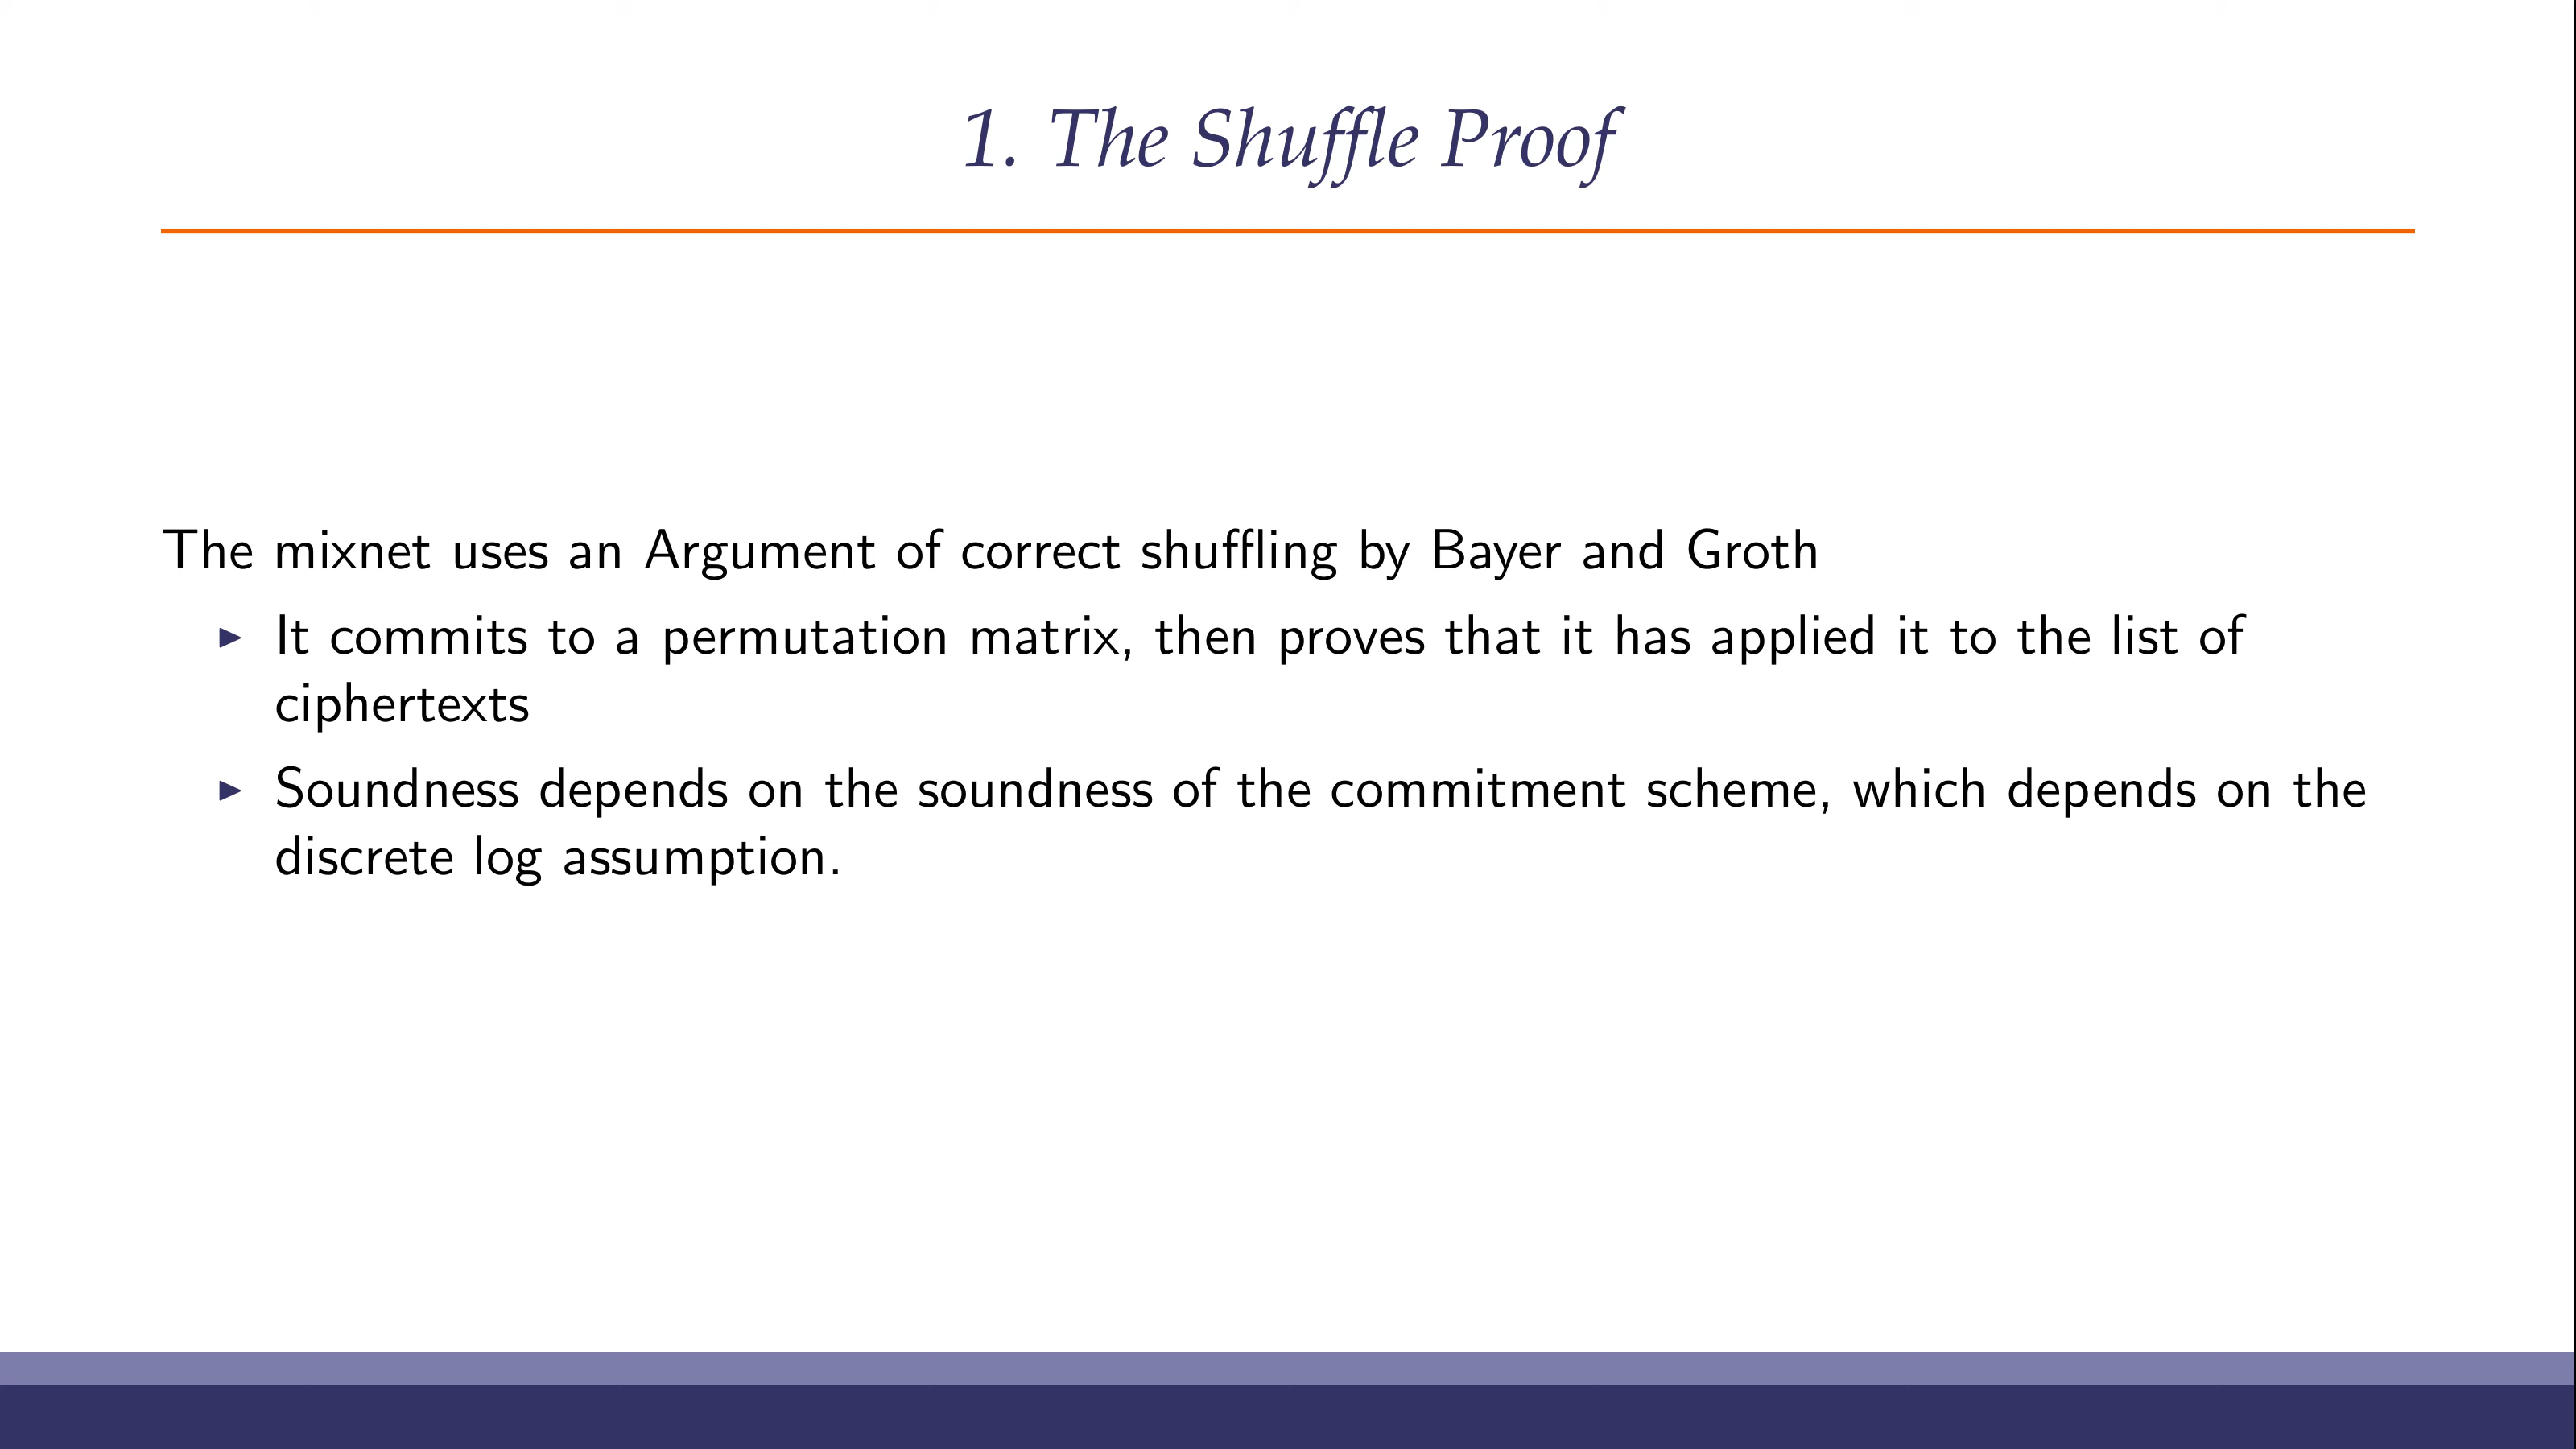 1. The Shuffle Proof
The mixnet uses an Argument of correct shuffling by Bayer and Groth
▶ It commits to a permutation matrix, then proves that it has applied it to the list of
ciphertexts
▶ Soundness depends on the soundness of the commitment scheme, which depends on the
discrete log assumption.